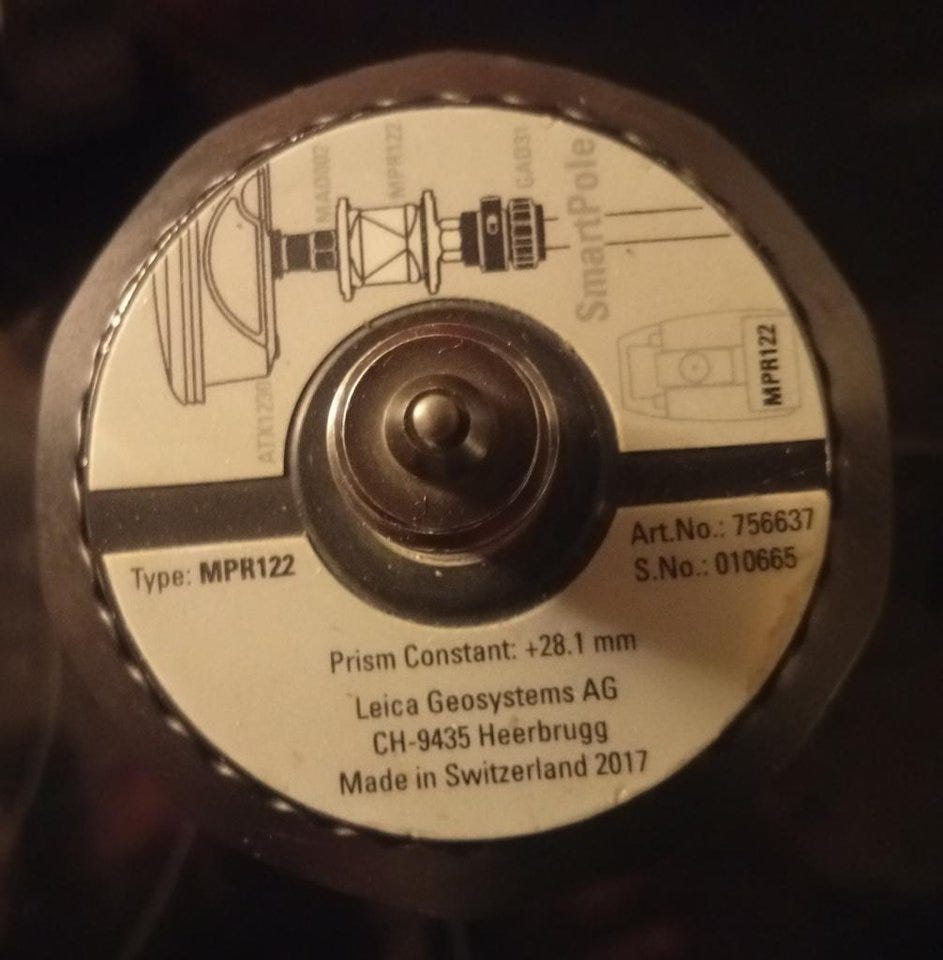 MAD002
MPR122
GAD31
SmartPole
ATX1230
MPR122
Type: MPR122
Art.No.: 756637
S.No.: 010665
Prism Constant: +28.1 mm
Leica Geosystems AG
CH-9435 Heerbrugg
Made in Switzerland 2017